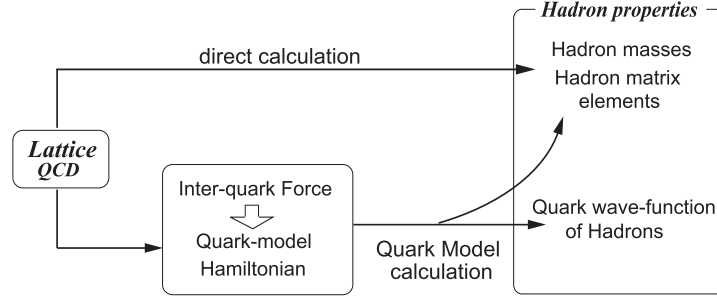 Hadron properties
direct calculation
Hadron masses
Hadron matrix
elements
Lattice
QCD
Inter-quark Force
Quark-model
Hamiltonian
Quark Model
calculation
Quark wave-function
of Hadrons